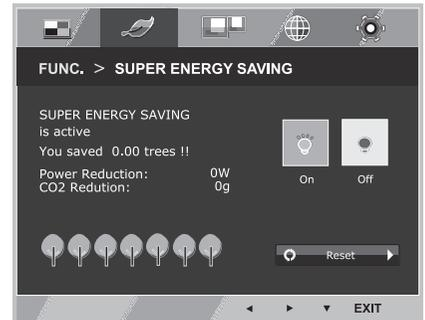 FUNC. > SUPER ENERGY SAVING
SUPER ENERGY SAVING
is active
You saved 0.00 trees !!
Power Reduction: 0W
CO2 Redution: 0g
On Off
Reset
EXIT